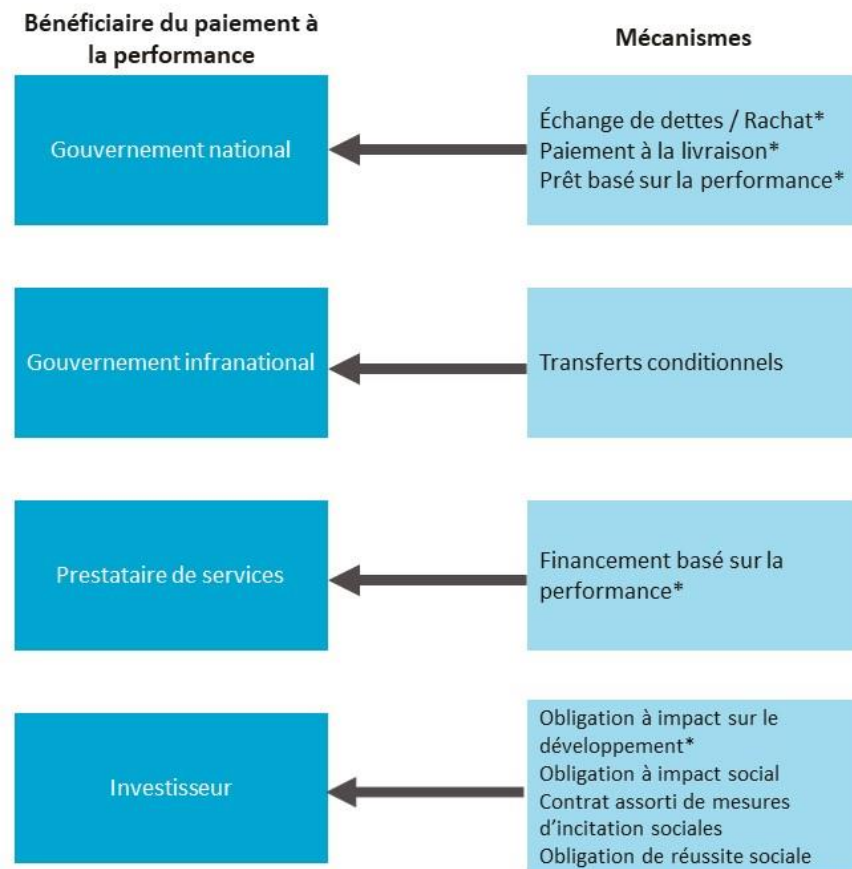 Bénéficiaire du paiement à
la performance
Mécanismes
Gouvernement national
Échange de dettes / Rachat*
Paiement à la livraison*
Prêt basé sur la performance*
Gouvernement infranational
Transferts conditionnels
Prestataire de services
Financement basé sur la
performance*
Investisseur
Obligation à impact sur le
développement*
Obligation à impact social
Contrat assorti de mesures
d’incitation sociales
Obligation de réussite sociale